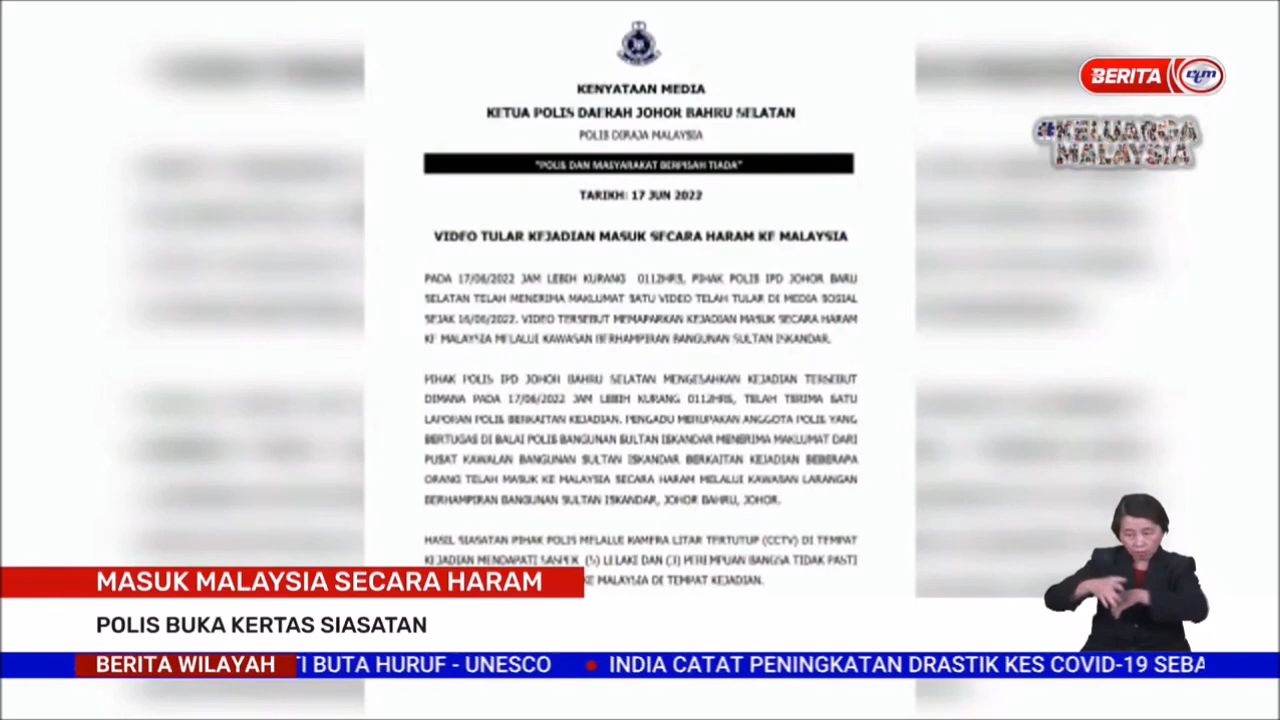 KENYATAAN MEDIA
KETUA POLIS DAERAH JOHOR BAHRU SELATAN
POLIS DIRAJA MALAYSIA
"POLIS DAN MASYARAKAT BERPISAH TIADA"
TARIKH: 17 JUN 2022
VIDEO TULAR KEJADIAN MASUK SECARA HARAM KE MALAYSIA
PADA 17/06/2022 JAM LEBIH KURANG 0112HRS, PIHAK POLIS IPD JOHOR BARU
SELATAN TELAH MENERIMA MAKLUMAT SATU VIDEO TELAH TULAR DI MEDIA SOSIAL
SEJAK 16/06/2022. VIDEO TERSEBUT MEMAPARKAN KEJADIAN MASUK SECARA HARAM
KE MALAYSIA MELALUI KAWASAN BERHAMPIRAN BANGUNAN SULTAN ISKANDAR.
PIHAK POLIS IPD JOHOR BAHRU SELATAN MENGESAHKAN KEJADIAN TERSEBUT
DIMANA PADA 17/06/2022 JAM LEBIH KURANG 0112HRS, TELAH TERIMA SATU
LAPORAN POLIS BERKAITAN KEJADIAN. PENGADU MERUPAKAN ANGGOTA POLIS YANG
BERTUGAS DI BALAI POLIS BANGUNAN SULTAN ISKANDAR MENERIMA MAKLUMAT DARI
PUSAT KAWALAN BANGUNAN SULTAN ISKANDAR BERKAITAN KEJADIAN BEBERAPA
ORANG TELAH MASUK KE MALAYSIA SECARA HARAM MELALUI KAWASAN LARANGAN
BERHAMPIRAN BANGUNAN SULTAN ISKANDAR, JOHOR BAHRU, JOHOR.
HASIL SIASATAN PIHAK POLIS MELALUI KAMERA LITAR TERTUTUP (CCTV) DI TEMPAT
KEJADIAN MENDAPATI SASPEK (5) LELAKI DAN (3) PEREMPUAN BANGSA TIDAK PASTI
KE MALAYSIA DI TEMPAT KEJADIAN.
BERITA rtm
#KELUARGA
MALAYSIA
MASUK MALAYSIA SECARA HARAM
POLIS BUKA KERTAS SIASATAN
BERITA WILAYAH TI BUTA HURUF - UNESCO • INDIA CATAT PENINGKATAN DRASTIK KES COVID-19 SEBA